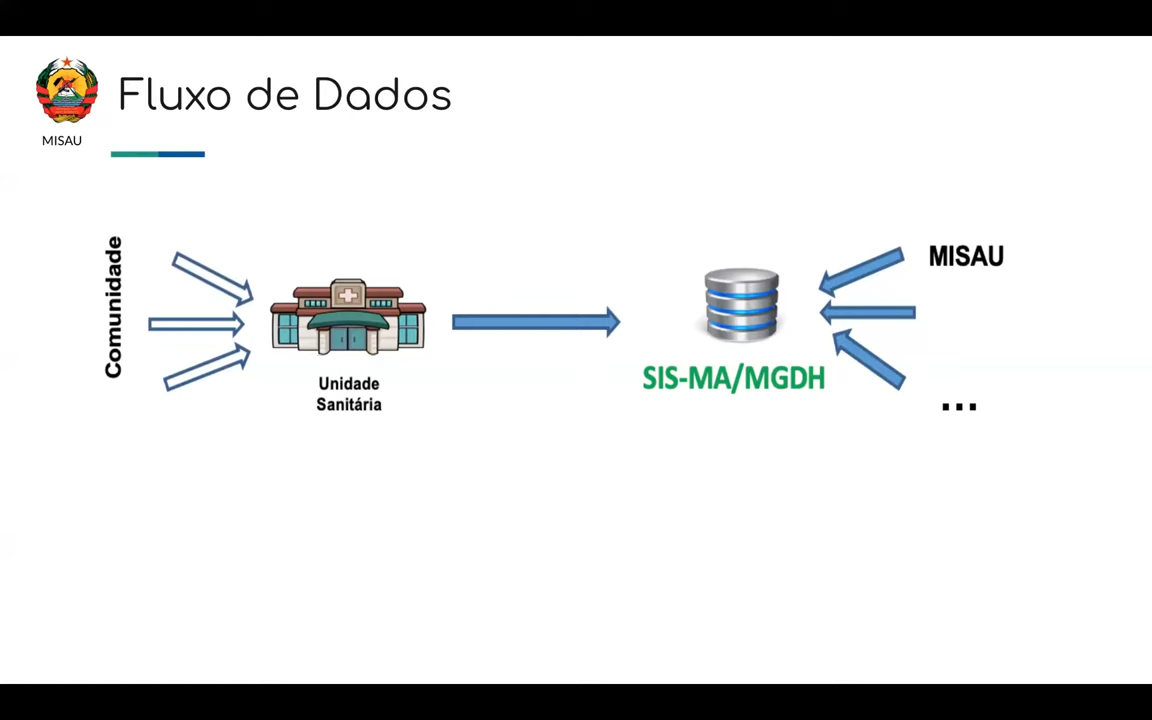 Fluxo de Dados
MISAU
Comunidade
Unidade
Sanitária
SIS-MA/MGDH
MISAU
...